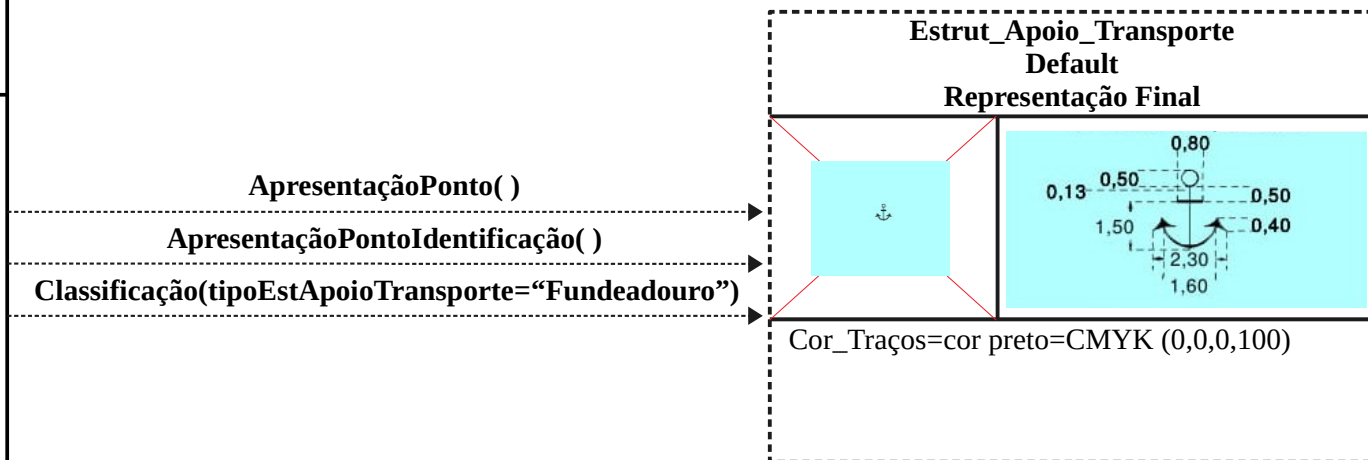 Estrut_Apoio_Transporte
Default
Representação Final
ApresentaçãoPonto( )
ApresentaçãoPontoIdentificação( )
Classificação(tipoEstApoioTransporte=“Fundeadouro”)
0,80
0,50
0,13
0,50
1,50
0,40
2,30
1,60
Cor_Traços=cor preto=CMYK (0,0,0,100)